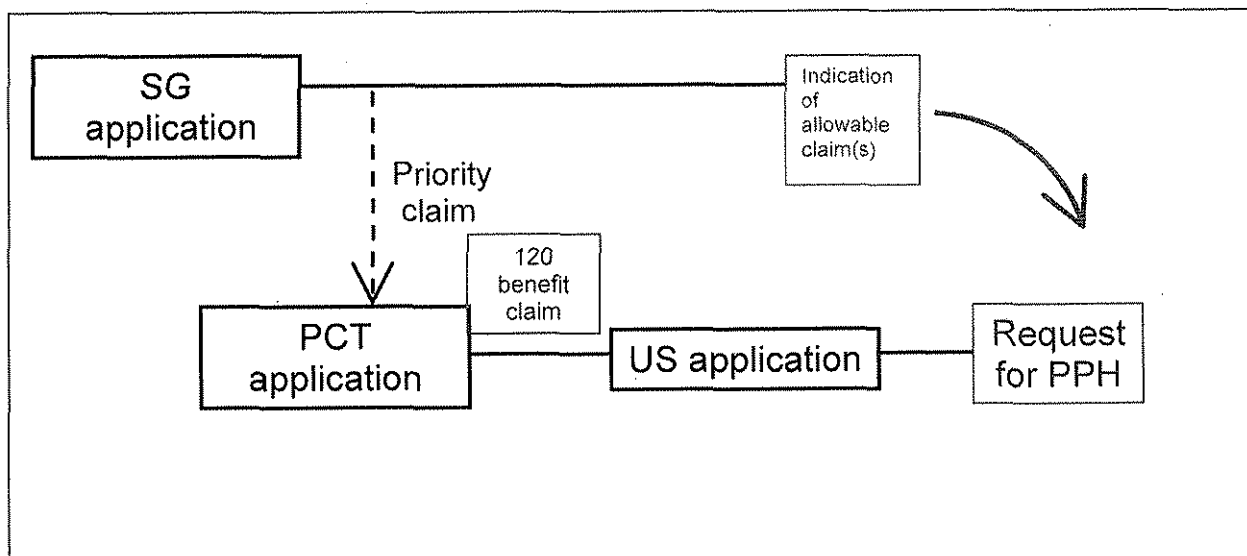 SG
application
Indication
of
allowable
claim(s)
Priority
claim
120
benefit
claim
PCT
application
US application
Request
for PPH